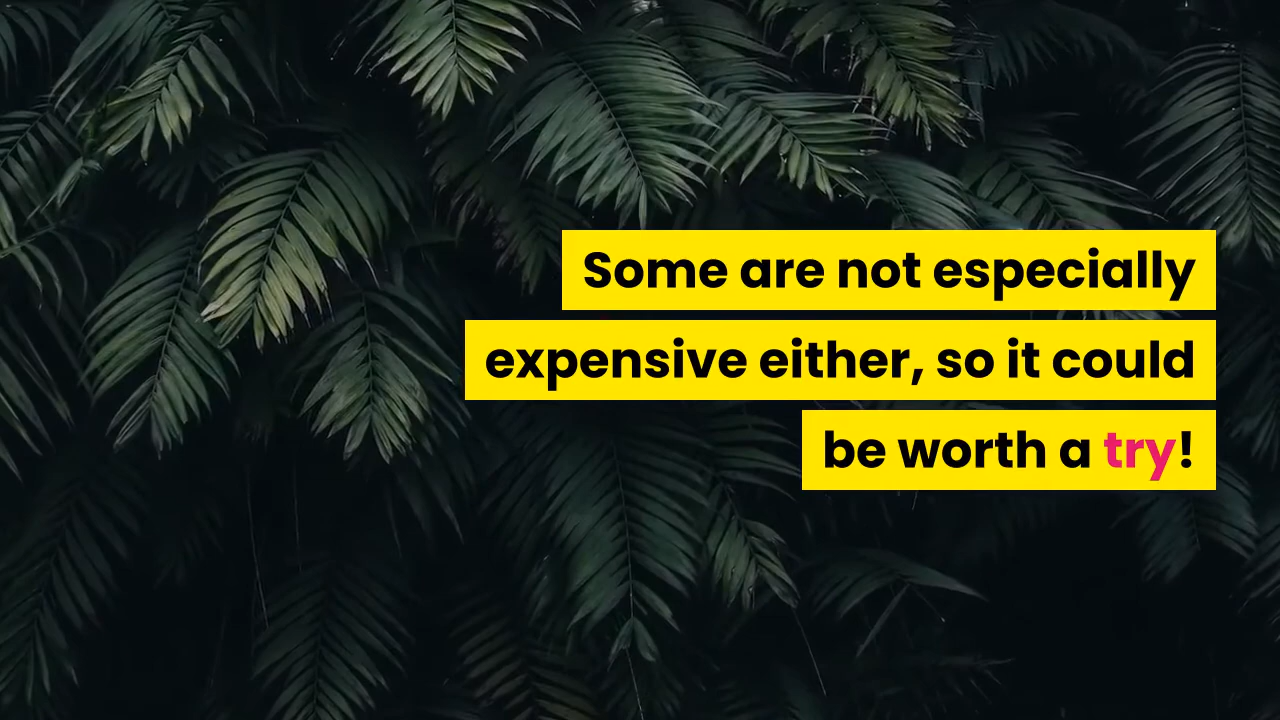 Some are not especially
expensive either, so it could
be worth a try!